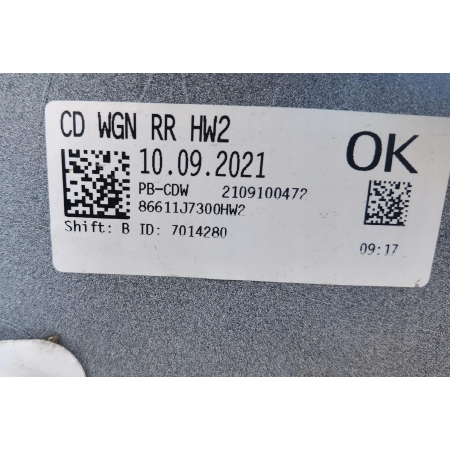 CD WGN RR HW2
OK
10.09.2021
PB-CDW 2109100472
86611J7300HW2
Shift: B ID: 7014280
09:17